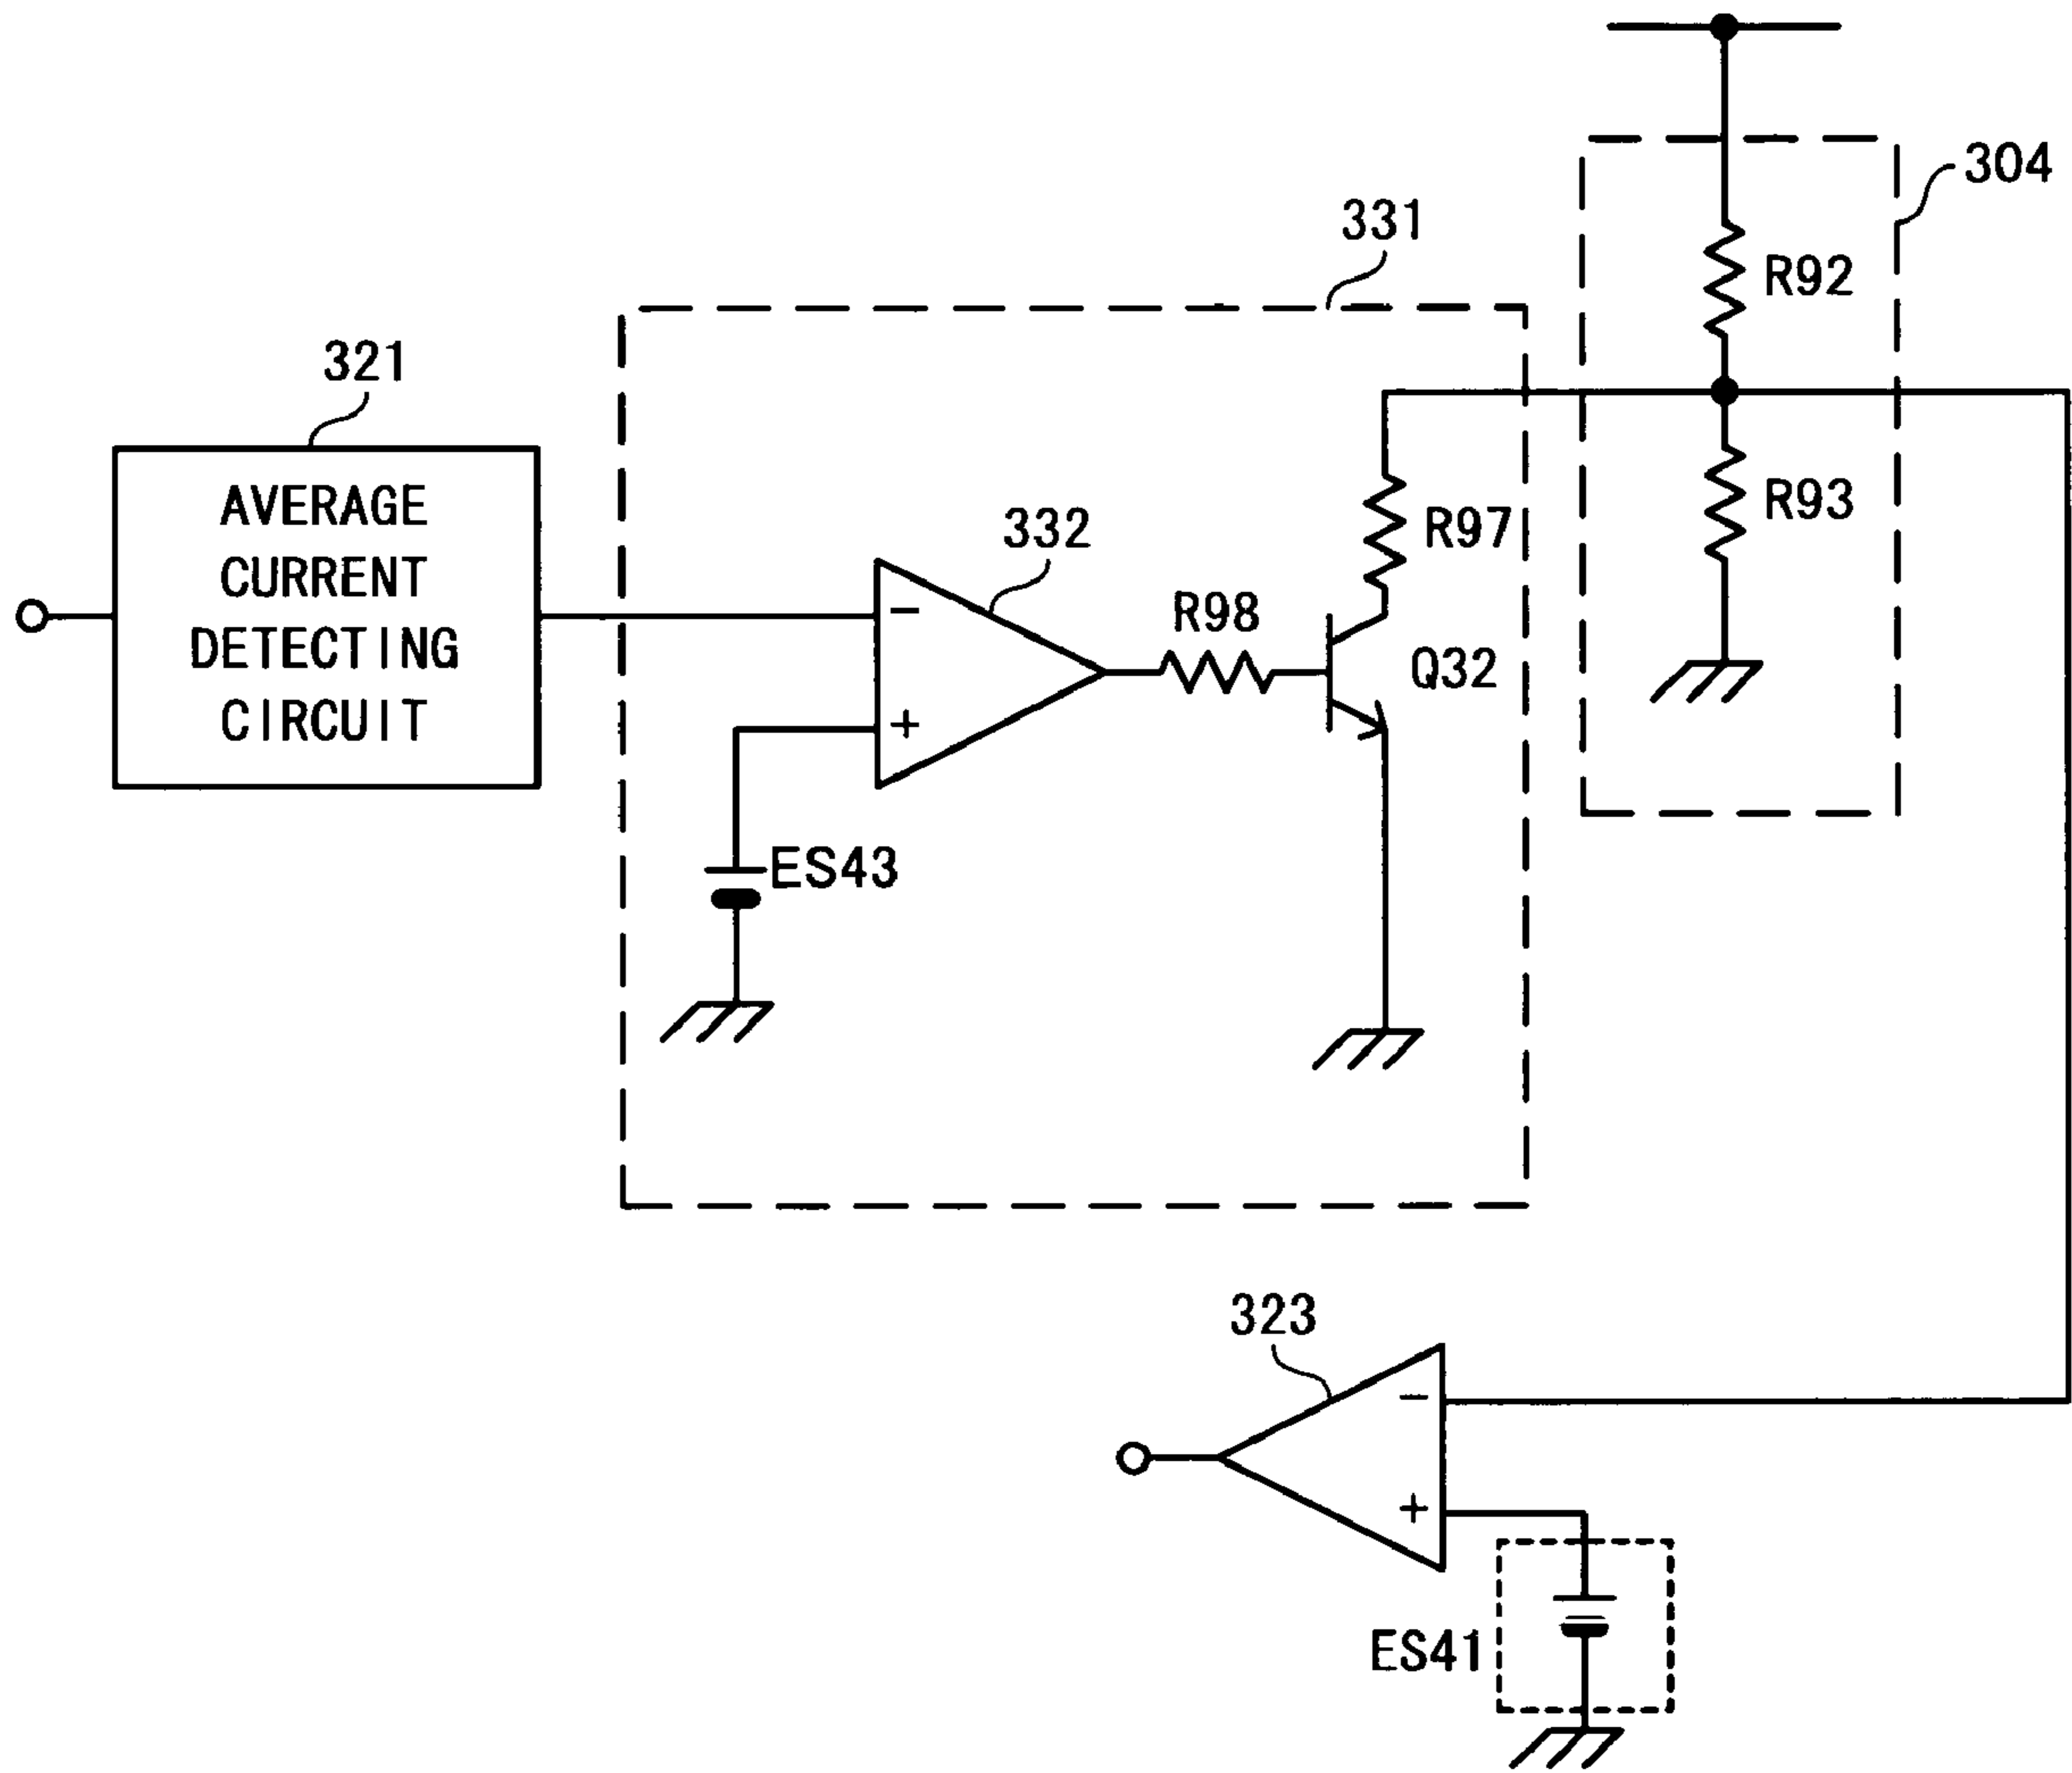 304
R92
331
321
R93
AVERAGE
CURRENT
DETECTING
CIRCUIT
332
R97
R98
Q32
−
+
ES43
323
−
+
ES41